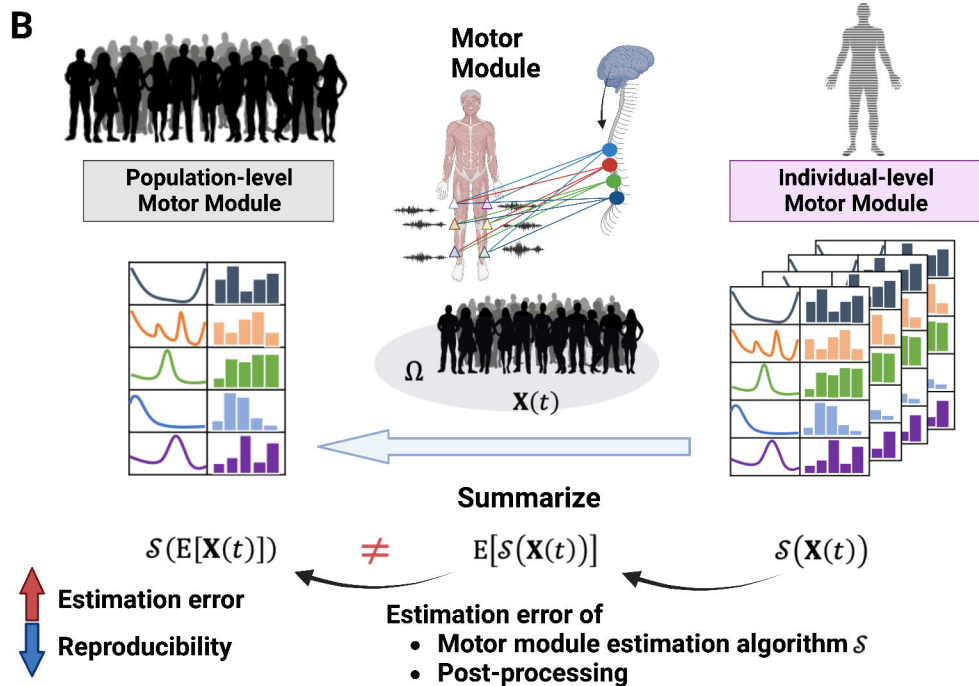 B
Motor
Module
Population-level
Motor Module
Individual-level
Motor Module
Ω
X(t)
Summarize
𝒮(E[X(t)])
≠
E[𝒮(X(t))]
𝒮(X(t))
Estimation error
Reproducibility
Estimation error of
• Motor module estimation algorithm 𝒮
• Post-processing